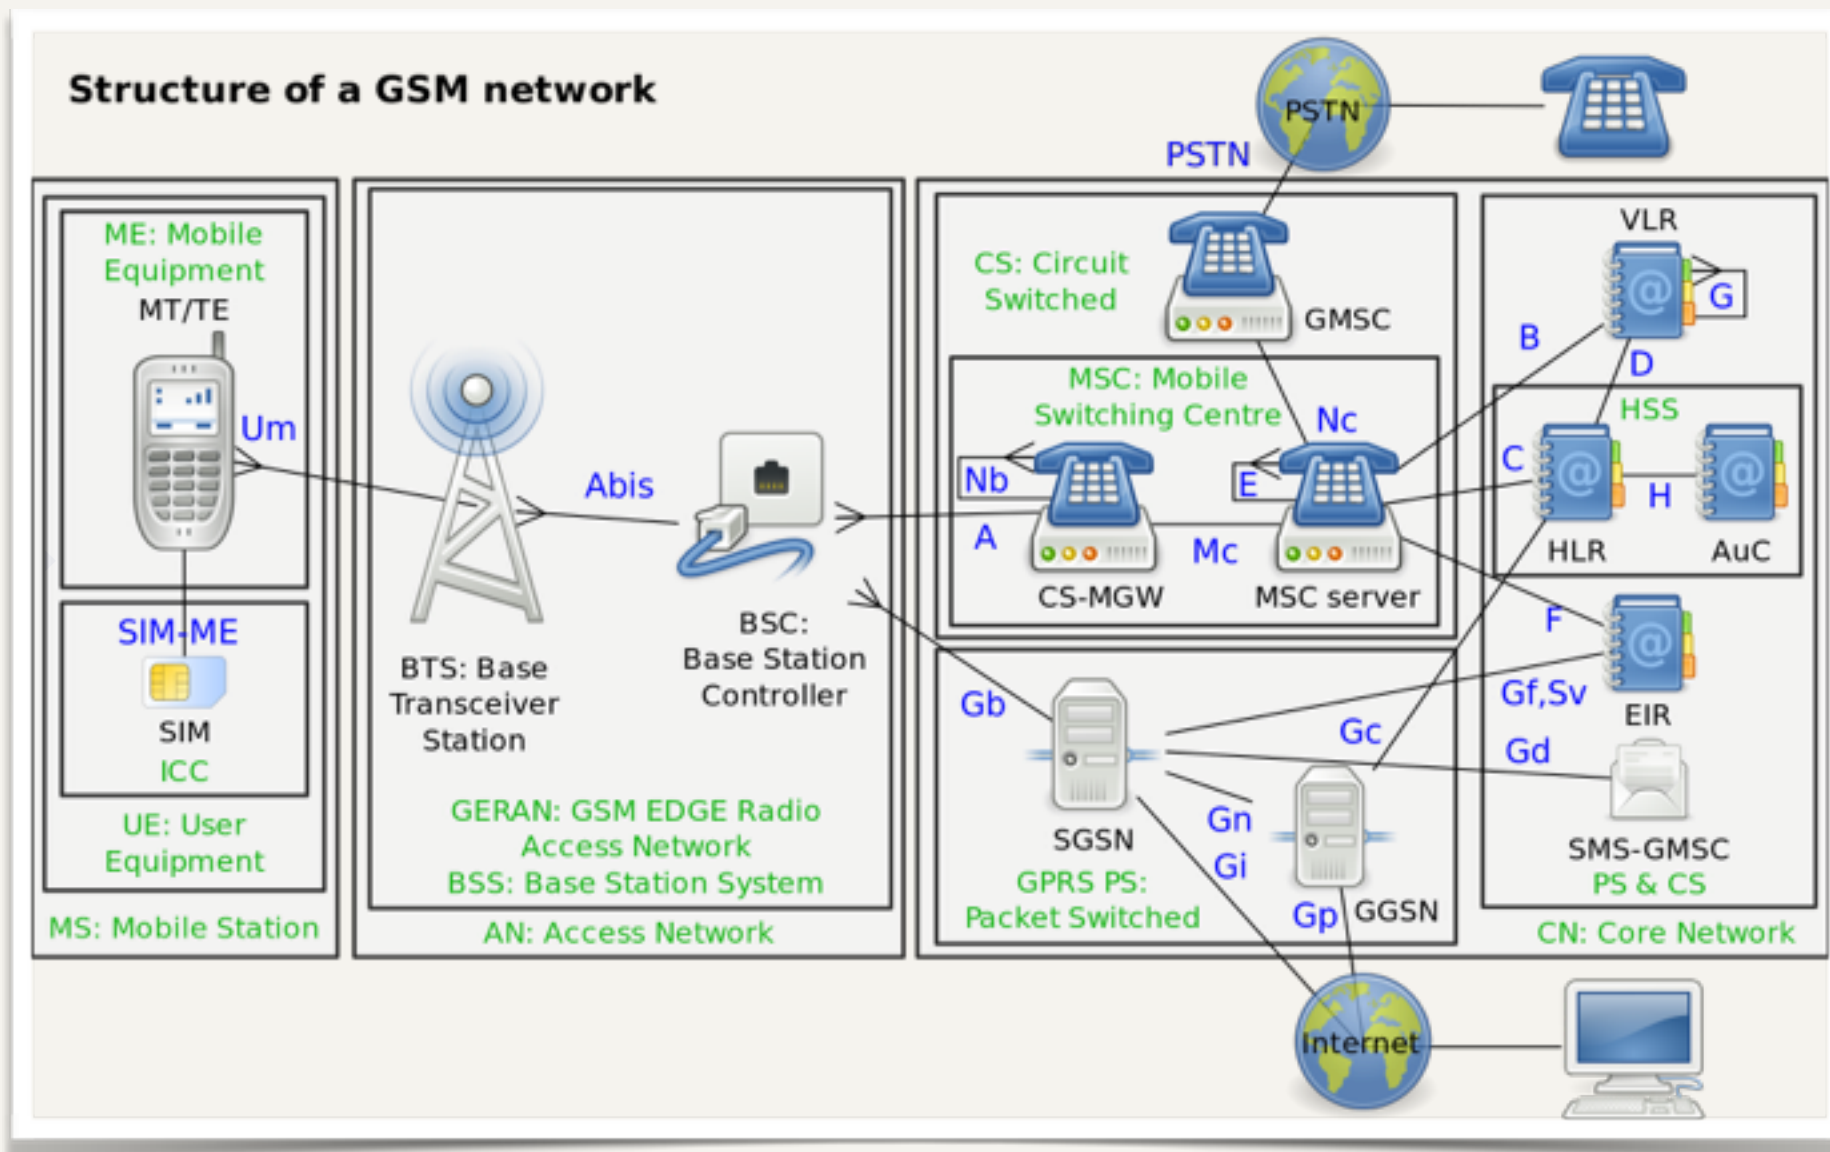 Structure of a GSM network
PSTN
PSTN
ME: Mobile
Equipment
MT/TE
Um
SIM-ME
SIM
ICC
UE: User
Equipment
MS: Mobile Station
Abis
BTS: Base
Transceiver
Station
BSC:
Base Station
Controller
GERAN: GSM EDGE Radio
Access Network
BSS: Base Station System
AN: Access Network
CS: Circuit
Switched
GMSC
MSC: Mobile
Switching Centre
Nc
Nb
E
A
Mc
CS-MGW
MSC server
VLR
G
B
D
HSS
C
H
HLR
AuC
F
Gb
Gf,Sv
EIR
Gc
Gd
Gn
SGSN
Gi
SMS-GMSC
PS & CS
GPRS PS:
Packet Switched
Gp
GGSN
CN: Core Network
Internet